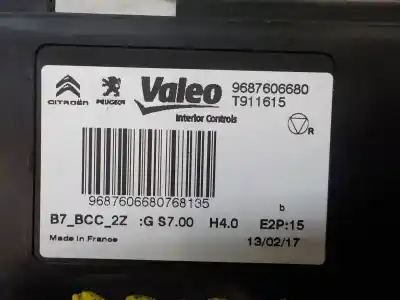 CITROËN PEUGEOT Valeo 9687606680
T911615
Interior Controls
R
9687606680768135
b
B7_BCC_2Z :G S7.00 H4.0 E2P:15
Made in France 13/02/17